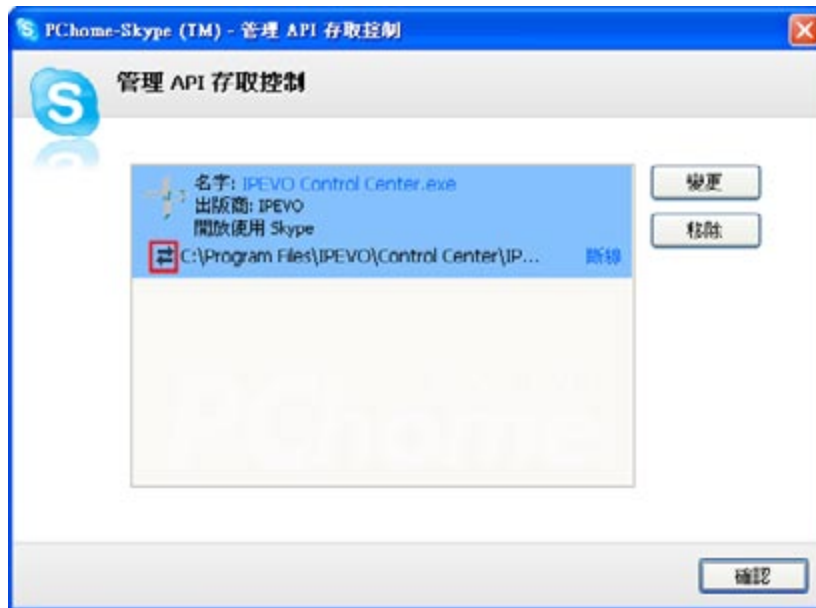 PChome-Skype (TM) - 管理 API 存取控制
管理 API 存取控制
名字: IPEVO Control Center.exe
出版商: IPEVO
開放使用 Skype
C:\Program Files\IPEVO\Control Center\IP... 斷線
變更
移除
PChome
確認